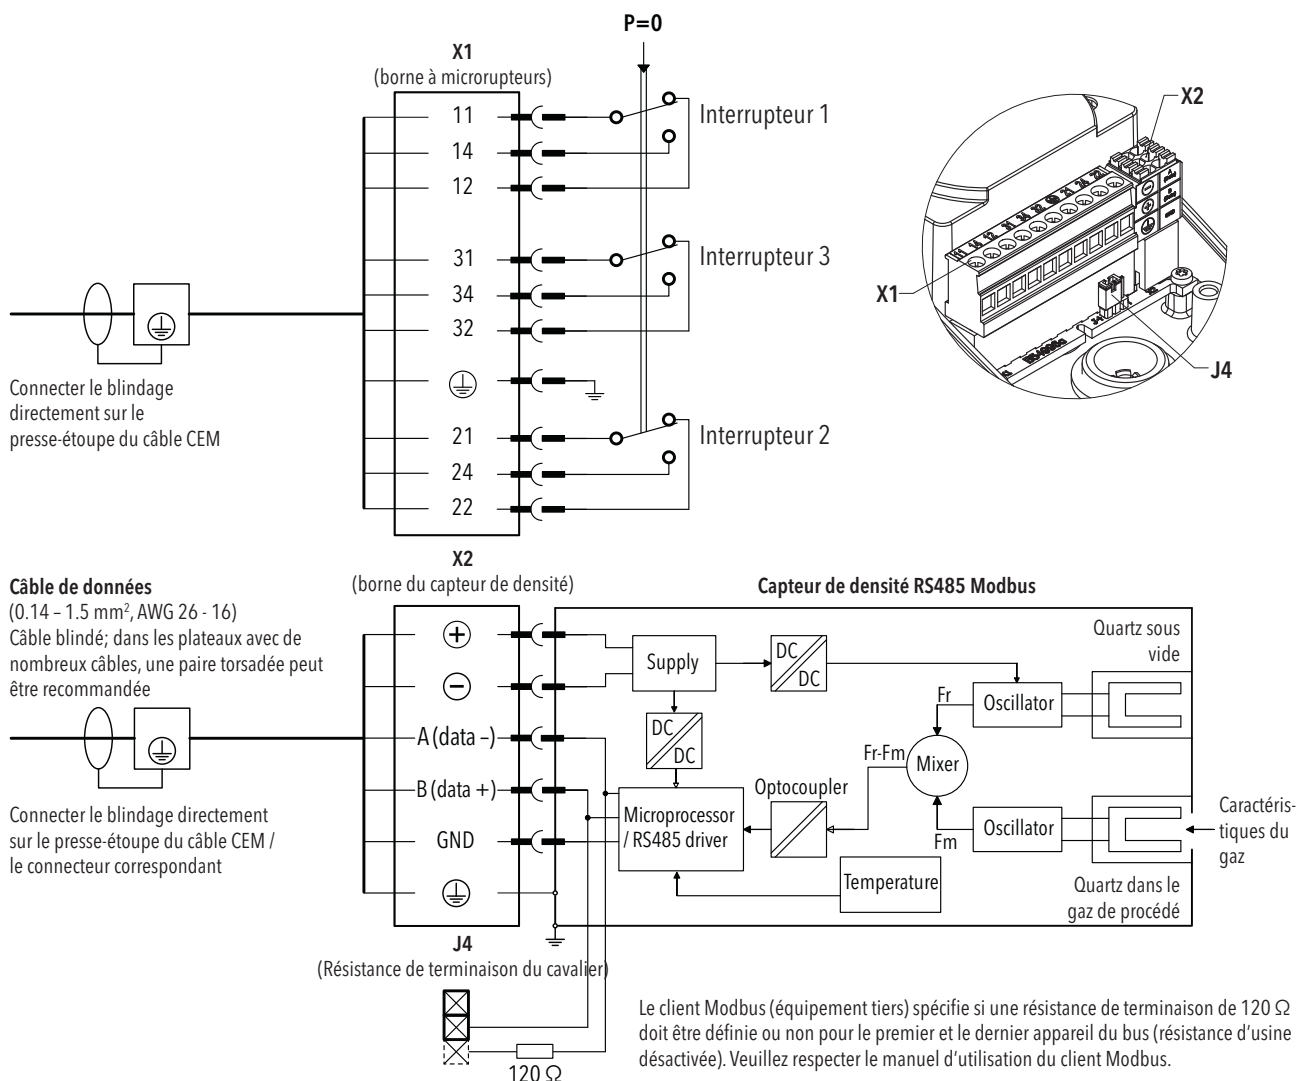 P=0
X1
(borne à microrupteurs)
11
14
12
31
34
32
21
24
22
Interrupteur 1
Interrupteur 3
Interrupteur 2
X2
X1
J4
Connecter le blindage
directement sur le
presse-étoupe du câble CEM
X2
(borne du capteur de densité)
Câble de données
(0.14 – 1.5 mm², AWG 26 - 16)
Câble blindé; dans les plateaux avec de
nombreux câbles, une paire torsadée peut
être recommandée
Connecter le blindage directement
sur le presse-étoupe du câble CEM /
le connecteur correspondant
+
−
A (data –)
B (data +)
GND
Capteur de densité RS485 Modbus
Supply
DC
DC
DC
DC
Microprocessor
/ RS485 driver
Optocoupler
Temperature
Fr
Fr-Fm
Mixer
Fm
Oscillator
Oscillator
Quartz sous
vide
Quartz dans le
gaz de procédé
Caractéris-
tiques du
gaz
J4
(Résistance de terminaison du cavalier)
120 Ω
Le client Modbus (équipement tiers) spécifie si une résistance de terminaison de 120 Ω
doit être définie ou non pour le premier et le dernier appareil du bus (résistance d'usine
désactivée). Veuillez respecter le manuel d'utilisation du client Modbus.